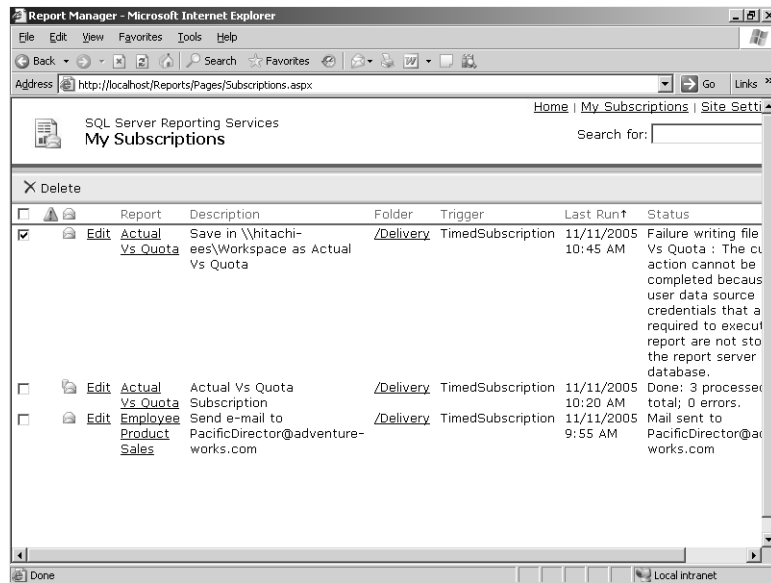 Report Manager - Microsoft Internet Explorer
File Edit View Favorites Tools Help
Back Search Favorites
Address http://localhost/Reports/Pages/Subscriptions.aspx Go Links »
Home | My Subscriptions | Site Setti
SQL Server Reporting Services
My Subscriptions
Search for:
Delete
Report Description Folder Trigger Last Run↑ Status
Edit Actual Save in \\hitachi- /Delivery TimedSubscription 11/11/2005 Failure writing file
Vs Quota ees\Workspace as Actual 10:45 AM Vs Quota : The cu
Vs Quota action cannot be
completed becaus
user data source
credentials that a
required to execut
report are not sto
the report server
database.
Edit Actual Actual Vs Quota /Delivery TimedSubscription 11/11/2005 Done: 3 processed
Vs Quota Subscription 10:20 AM total; 0 errors.
Edit Employee Send e-mail to /Delivery TimedSubscription 11/11/2005 Mail sent to
Product PacificDirector@adventure- 9:55 AM PacificDirector@ad
Sales works.com works.com
Done Local intranet